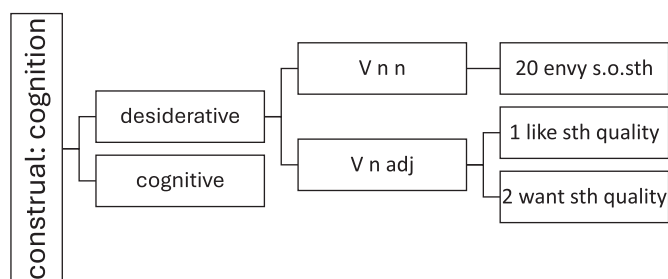 construal: cognition
desiderative
cognitive
V n n
V n adj
20 envy s.o.sth
1 like sth quality
2 want sth quality